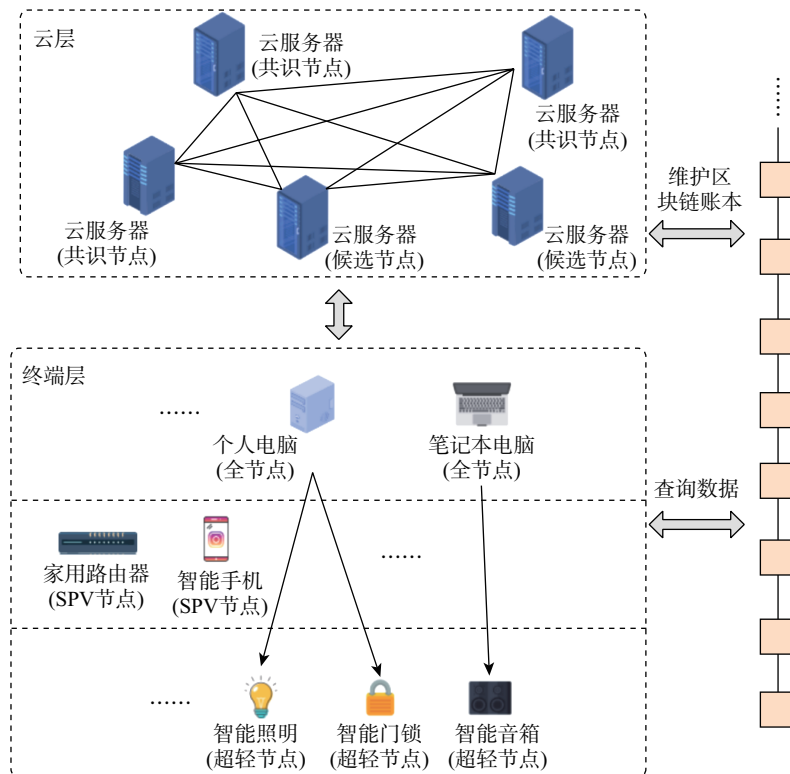 云层
云服务器
(共识节点)
云服务器
(共识节点)
云服务器
(共识节点)
云服务器
(候选节点)
云服务器
(候选节点)
维护区
块链账本
......
终端层
......
个人电脑
(全节点)
笔记本电脑
(全节点)
查询数据
家用路由器
(SPV节点)
智能手机
(SPV节点)
......
......
智能照明
(超轻节点)
智能门锁
(超轻节点)
智能音箱
(超轻节点)